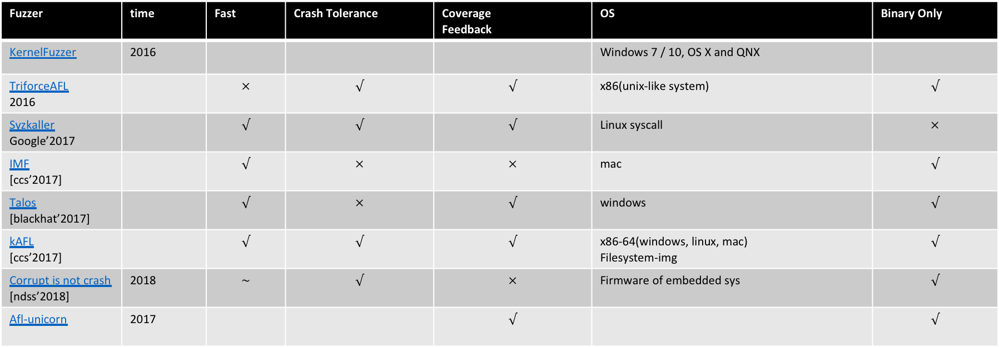 Fuzzer time Fast Crash Tolerance Coverage OS Binary Only
Feedback
KernelFuzzer 2016 Windows 7 / 10, OS X and QNX
TriforceAFL × √ √ x86(unix-like system) √
2016
Syzkaller √ √ √ Linux syscall ×
Google’2017
IMF √ × × mac √
[ccs’2017]
Talos √ × √ windows √
[blackhat’2017]
kAFL √ √ √ x86-64(windows, linux, mac) √
[ccs’2017] Filesystem-img
Corrupt is not crash 2018 ~ √ × Firmware of embedded sys √
[ndss’2018]
Afl-unicorn 2017 √ √